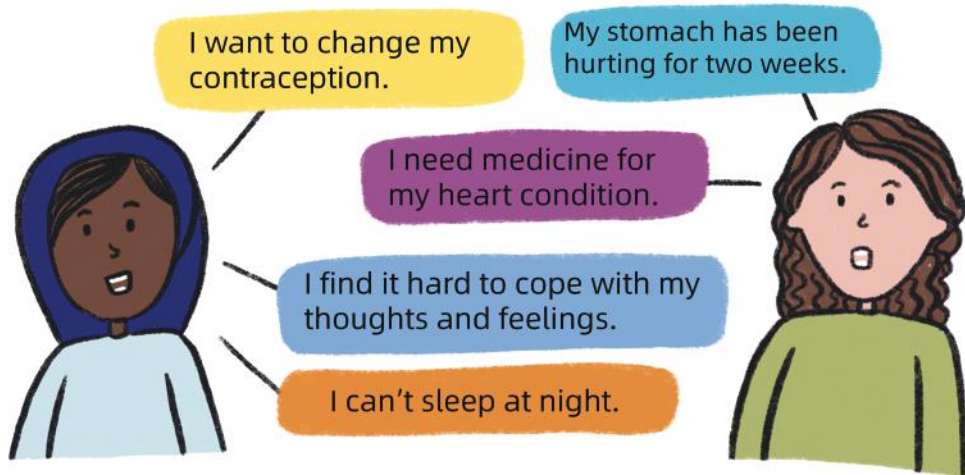 I want to change my
contraception.
My stomach has been
hurting for two weeks.
I need medicine for
my heart condition.
I find it hard to cope with my
thoughts and feelings.
I can’t sleep at night.